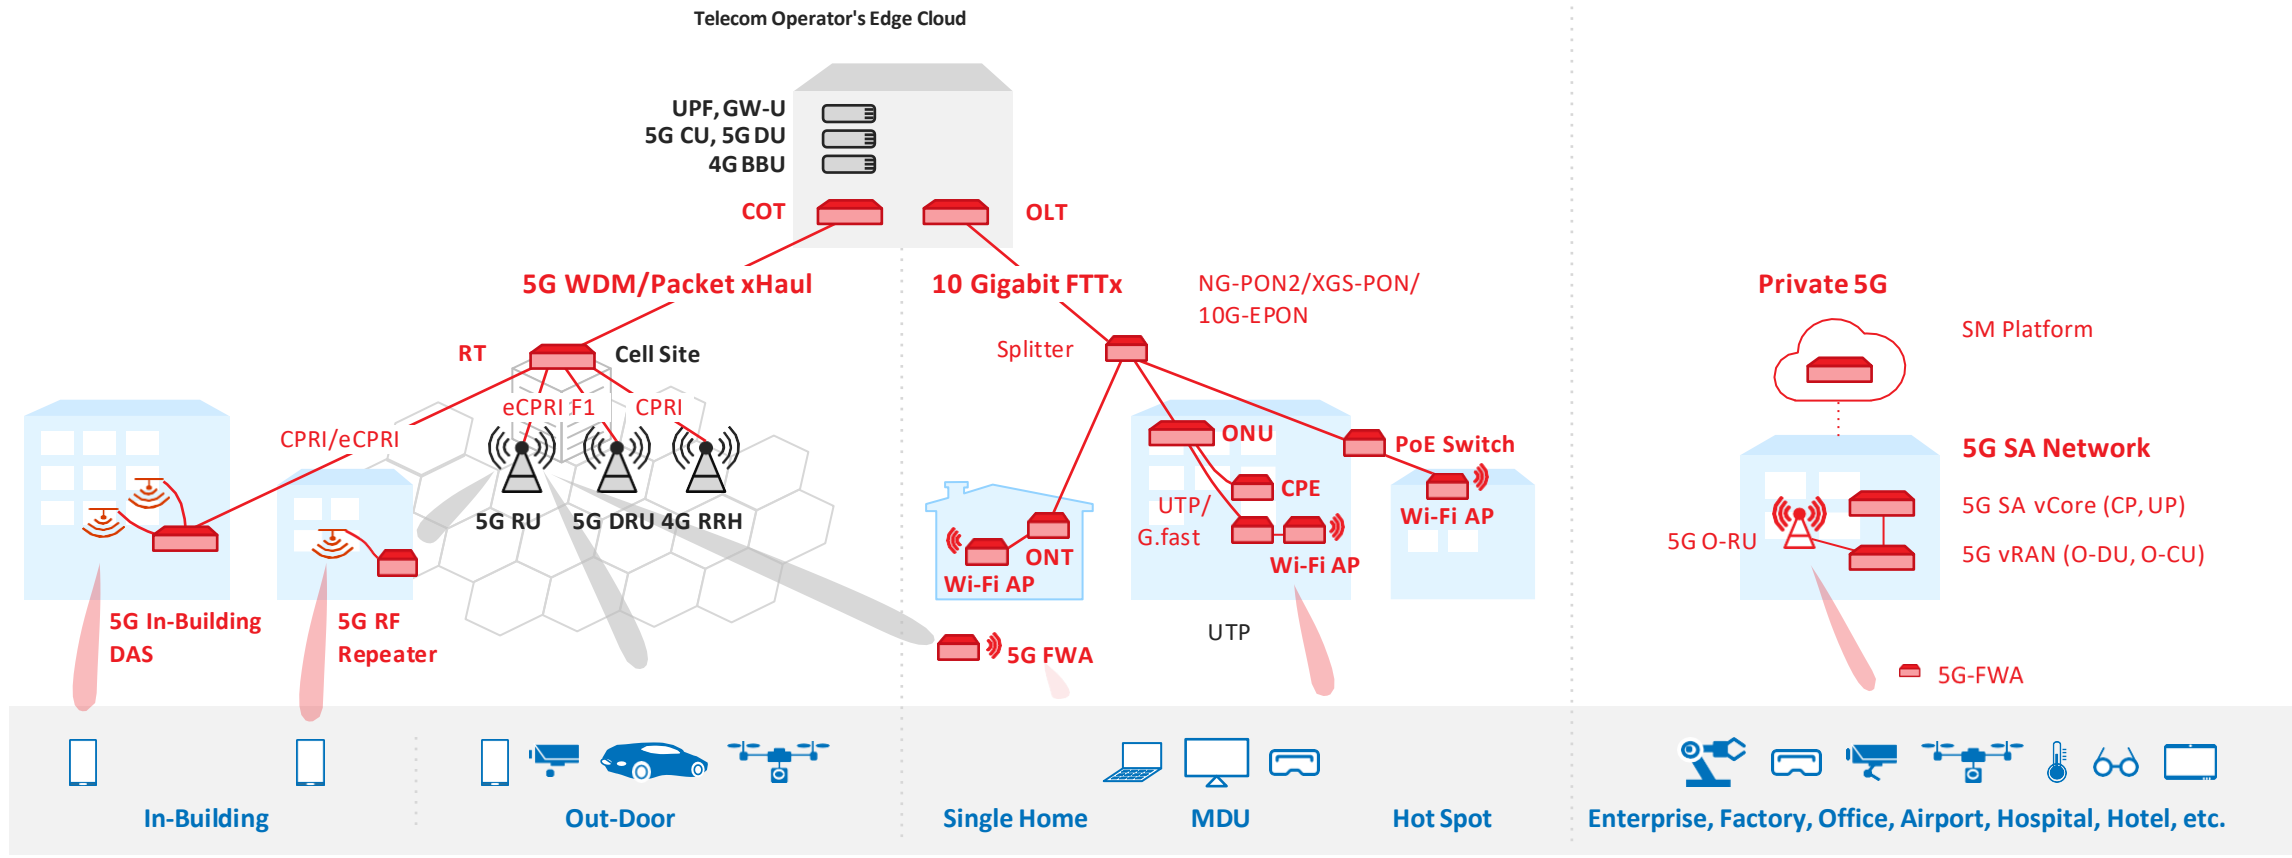 Telecom Operator's Edge Cloud
UPF, GW-U
5G CU, 5G DU
4G BBU
COT
OLT
5G WDM/Packet xHaul
10 Gigabit FTTx
NG-PON2/XGS-PON/
10G-EPON
Private 5G
SM Platform
RT
Cell Site
Splitter
eCPRI
F1
CPRI
CPRI/eCPRI
ONU
PoE Switch
5G SA Network
CPE
UTP/
G.fast
Wi-Fi AP
5G SA vCore (CP, UP)
5G RU
5G DRU
4G RRH
5G O-RU
5G vRAN (O-DU, O-CU)
ONT
Wi-Fi AP
Wi-Fi AP
5G In-Building
DAS
5G RF
Repeater
UTP
5G FWA
5G-FWA
In-Building
Out-Door
Single Home
MDU
Hot Spot
Enterprise, Factory, Office, Airport, Hospital, Hotel, etc.